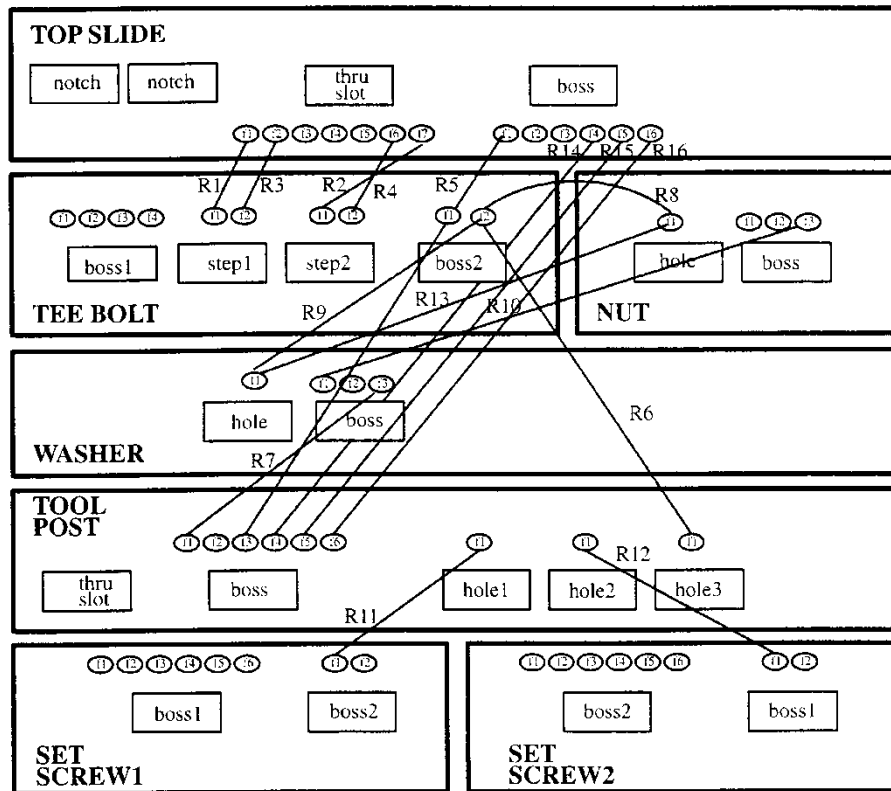 TOP SLIDE
notch notch thru slot boss
f1 f2 f3 f4 f5 f6 f7 f1 f2 f3 f4 f5 f6
R14 R15 R16
R1 R3 R2 R4 R5 R8
f1 f2 f3 f4 f1 f2 f1 f2 f1 f2 f1 f1 f2 f3
boss1 step1 step2 boss2 hole boss
R9 R13 R10
TEE BOLT NUT
f1 f1 f2 f3
hole boss R6
WASHER R7
TOOL
POST
f1 f2 f3 f4 f5 f6 f1 f1 f1
R12
thru slot boss hole1 hole2 hole3
R11
f1 f2 f3 f4 f5 f6 f1 f2 f1 f2 f3 f4 f5 f6 f1 f2
boss1 boss2 boss2 boss1
SET SET
SCREW1 SCREW2